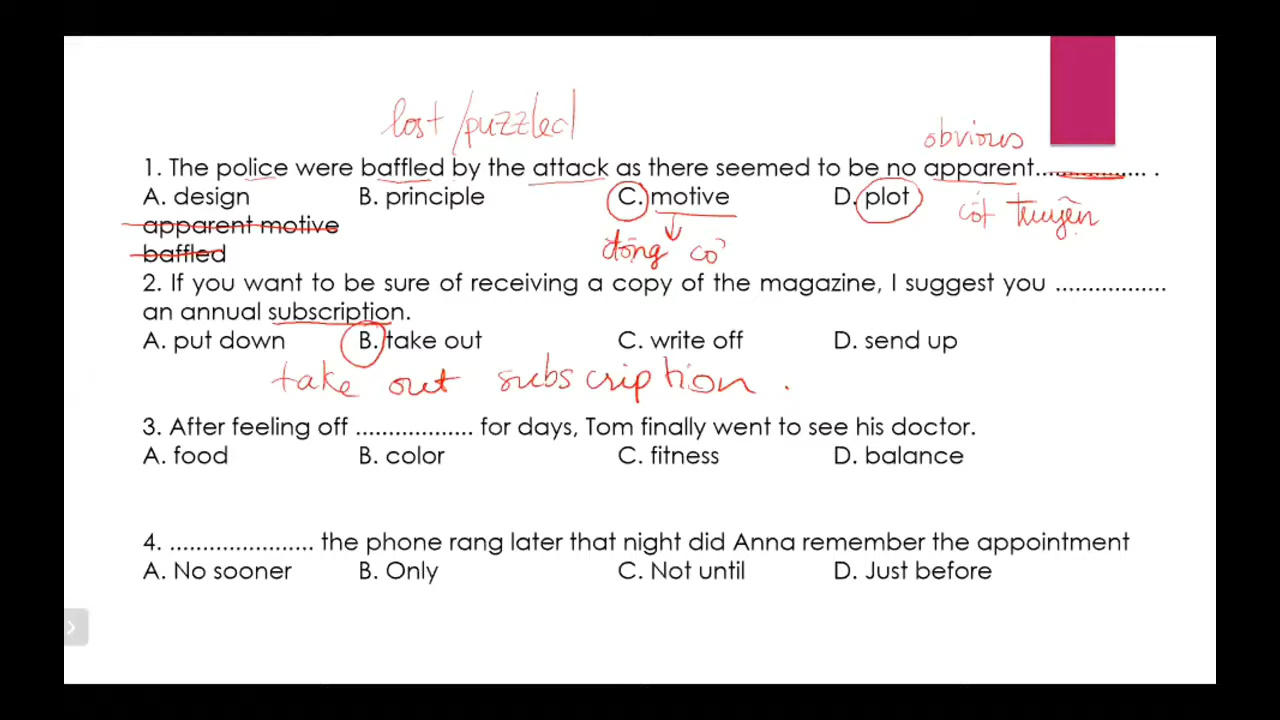 lost/puzzled
obvious
1. The police were baffled by the attack as there seemed to be no apparent.................. .
A. design B. principle C. motive D. plot
cốt truyện
apparent motive
động cơ
baffled
2. If you want to be sure of receiving a copy of the magazine, I suggest you .................
an annual subscription.
A. put down B. take out C. write off D. send up
take out subscription .
3. After feeling off .................. for days, Tom finally went to see his doctor.
A. food B. color C. fitness D. balance
4. ...................... the phone rang later that night did Anna remember the appointment
A. No sooner B. Only C. Not until D. Just before